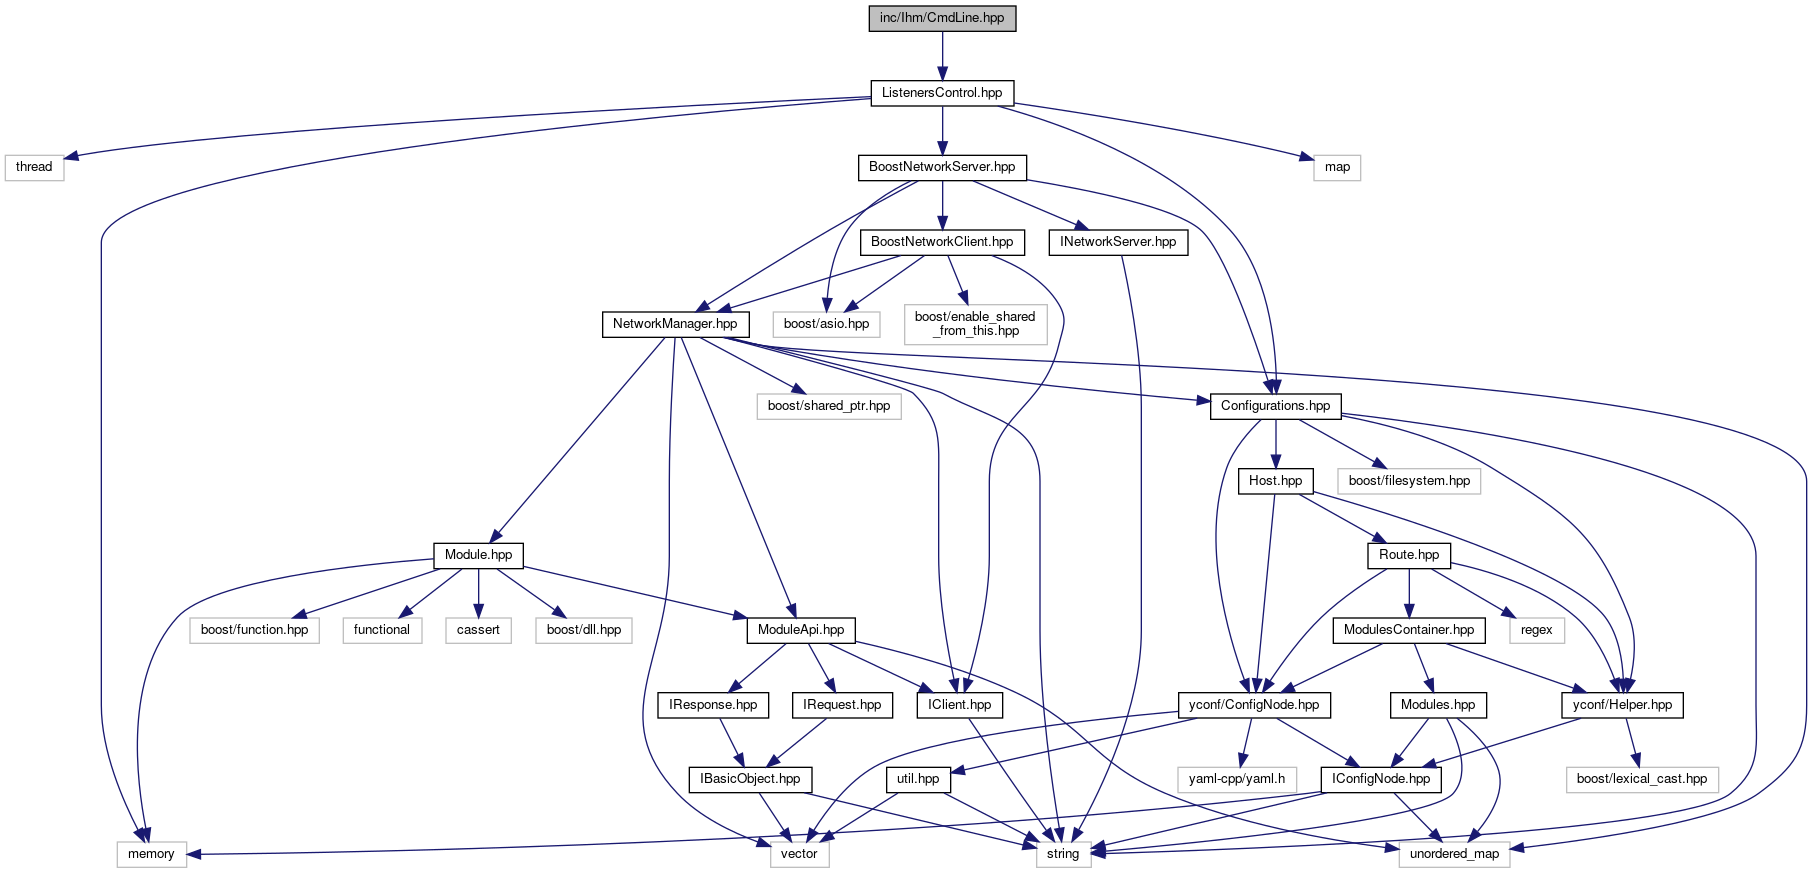 inc/Ihm/CmdLine.hpp
ListenersControl.hpp
thread
BoostNetworkServer.hpp
map
BoostNetworkClient.hpp
INetworkServer.hpp
NetworkManager.hpp
boost/asio.hpp
boost/enable_shared
_from_this.hpp
boost/shared_ptr.hpp
Configurations.hpp
Host.hpp
boost/filesystem.hpp
Module.hpp
Route.hpp
boost/function.hpp
functional
cassert
boost/dll.hpp
ModuleApi.hpp
ModulesContainer.hpp
regex
IResponse.hpp
IRequest.hpp
IClient.hpp
yconf/ConfigNode.hpp
Modules.hpp
yconf/Helper.hpp
IBasicObject.hpp
util.hpp
yaml-cpp/yaml.h
IConfigNode.hpp
boost/lexical_cast.hpp
memory
vector
string
unordered_map